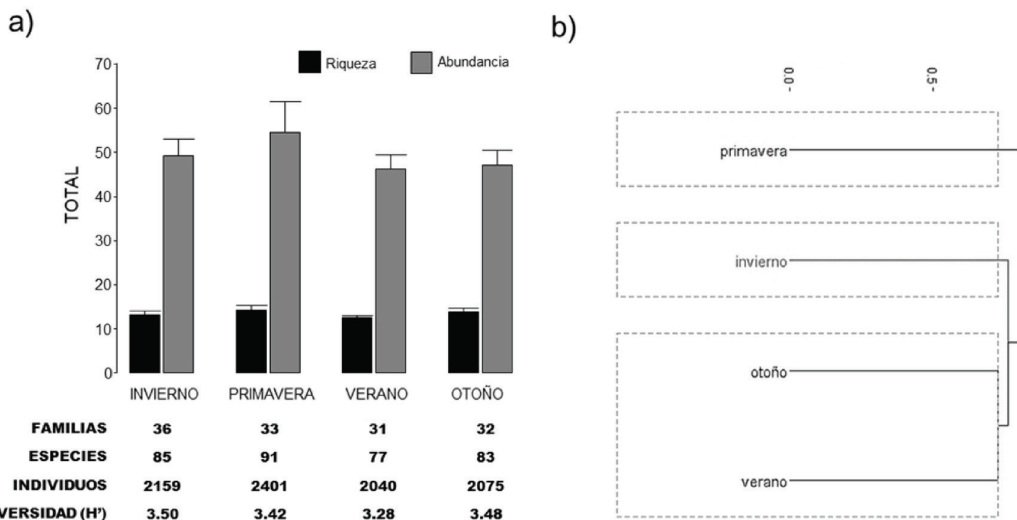 a)
Riqueza Abundancia
70
60
50
40
30
20
10
0
TOTAL
INVIERNO PRIMAVERA VERANO OTOÑO
FAMILIAS 36 33 31 32
ESPECIES 85 91 77 83
INDIVIDUOS 2159 2401 2040 2075
VERSIDAD (H') 3.50 3.42 3.28 3.48
b)
0.0 0.5
primavera
invierno
otoño
verano